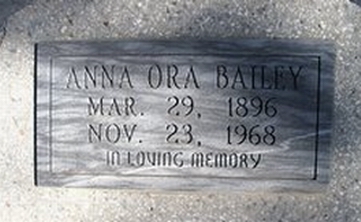 ANNA ORA BAILEY
MAR. 29, 1896
NOV. 23, 1968
IN LOVING MEMORY